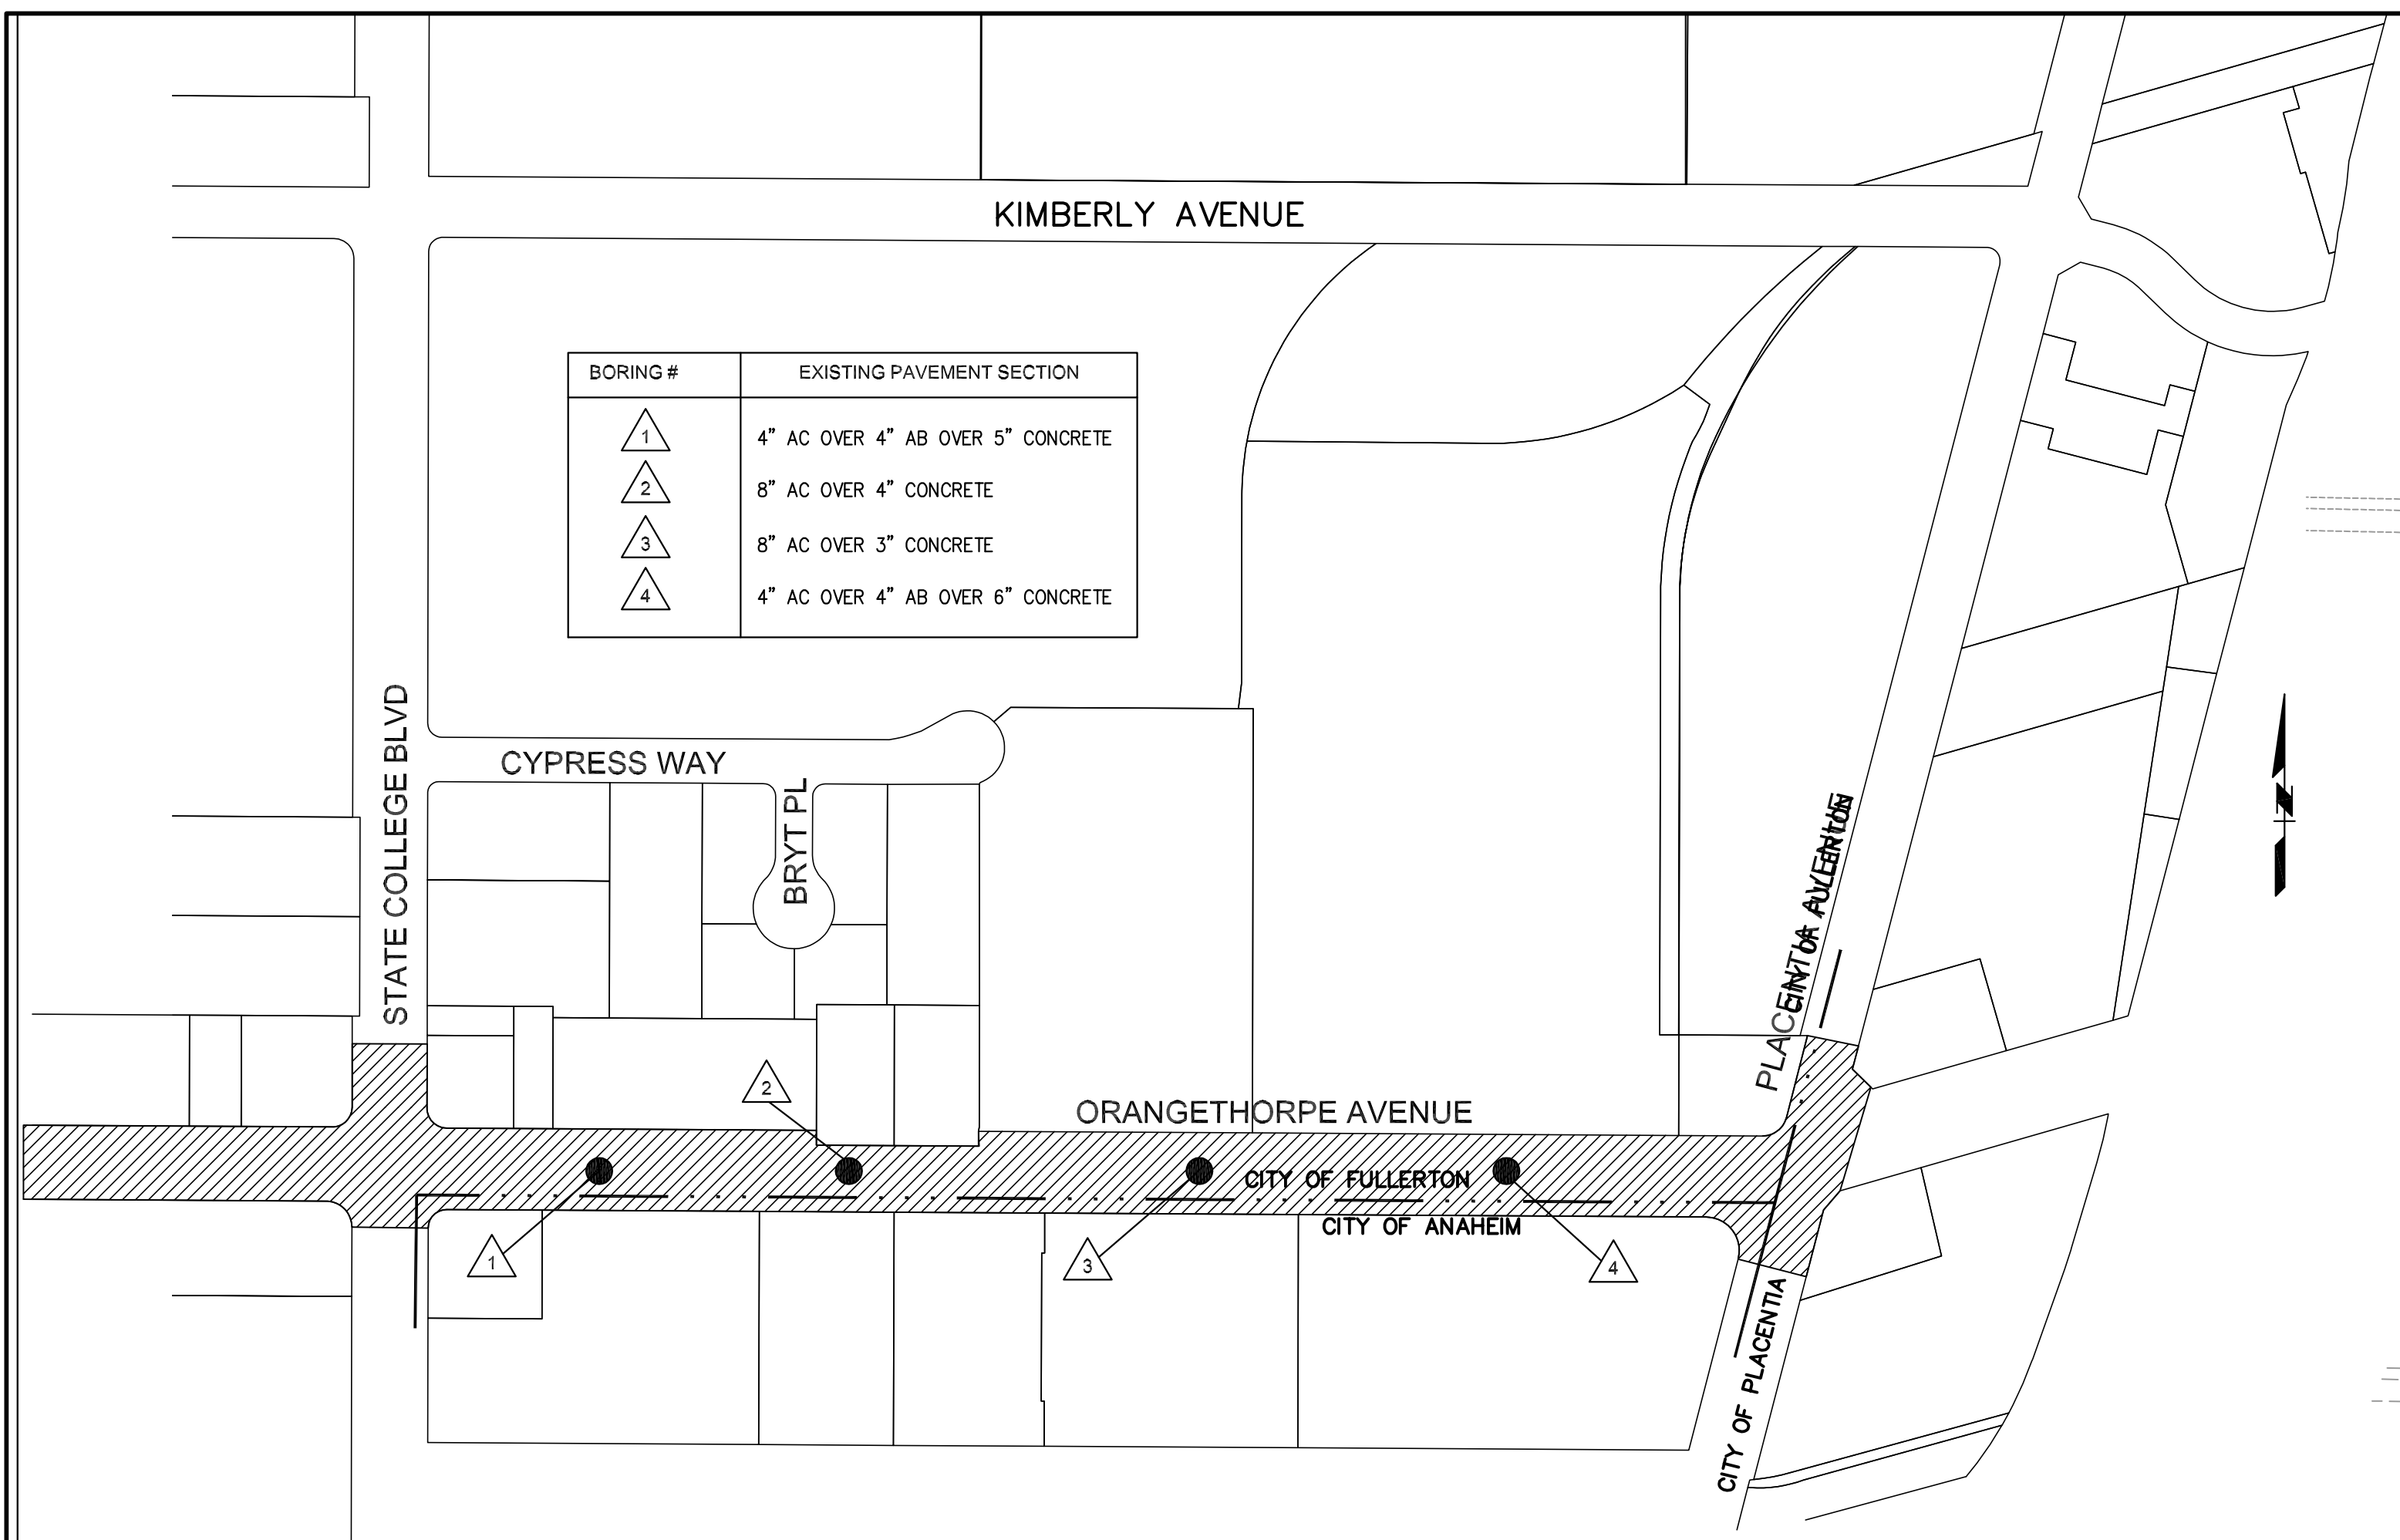 KIMBERLY AVENUE
BORING # EXISTING PAVEMENT SECTION
1 4” AC OVER 4” AB OVER 5” CONCRETE
2 8” AC OVER 4” CONCRETE
3 8” AC OVER 3” CONCRETE
4 4” AC OVER 4” AB OVER 6” CONCRETE
STATE COLLEGE BLVD
CYPRESS WAY
BRYT PL
PLACENTIA AVENUE
CITY OF FULLERTON
N
2
ORANGETHORPE AVENUE
CITY OF FULLERTON
CITY OF ANAHEIM
1
3
4
CITY OF PLACENTIA